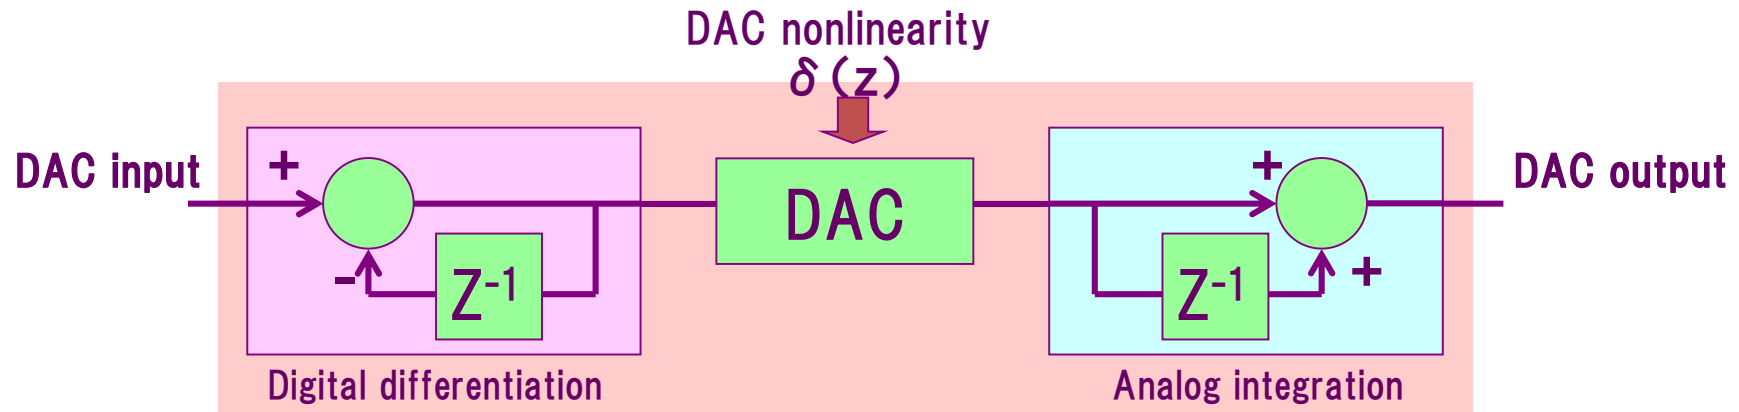 DAC nonlinearity
δ(z)
DAC input
+
-
Z-1
DAC
+
+
Z-1
DAC output
Digital differentiation
Analog integration